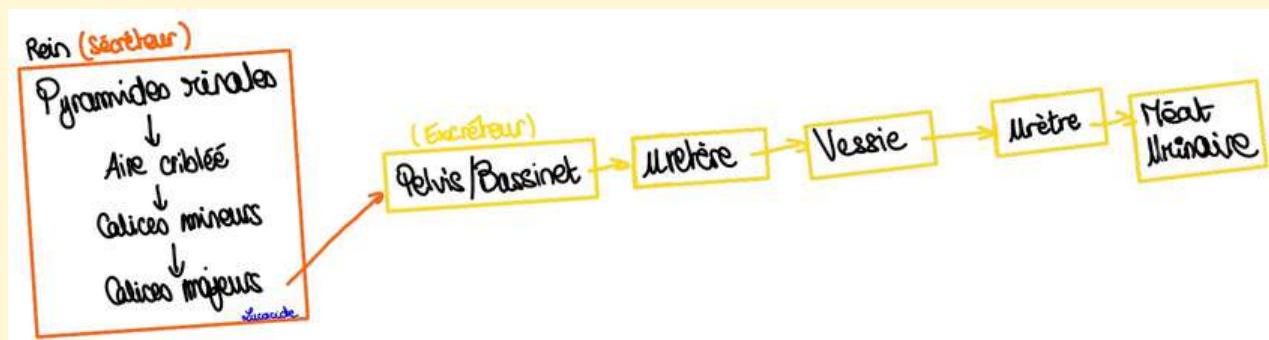 Rein (Sécréteur)
Pyramides rénales
Aire criblée
Calices mineurs
Calices majeurs
(Excréteur)
Pelvis/Bassinet
Uretère
Vessie
Urètre
Méat
Urinaire